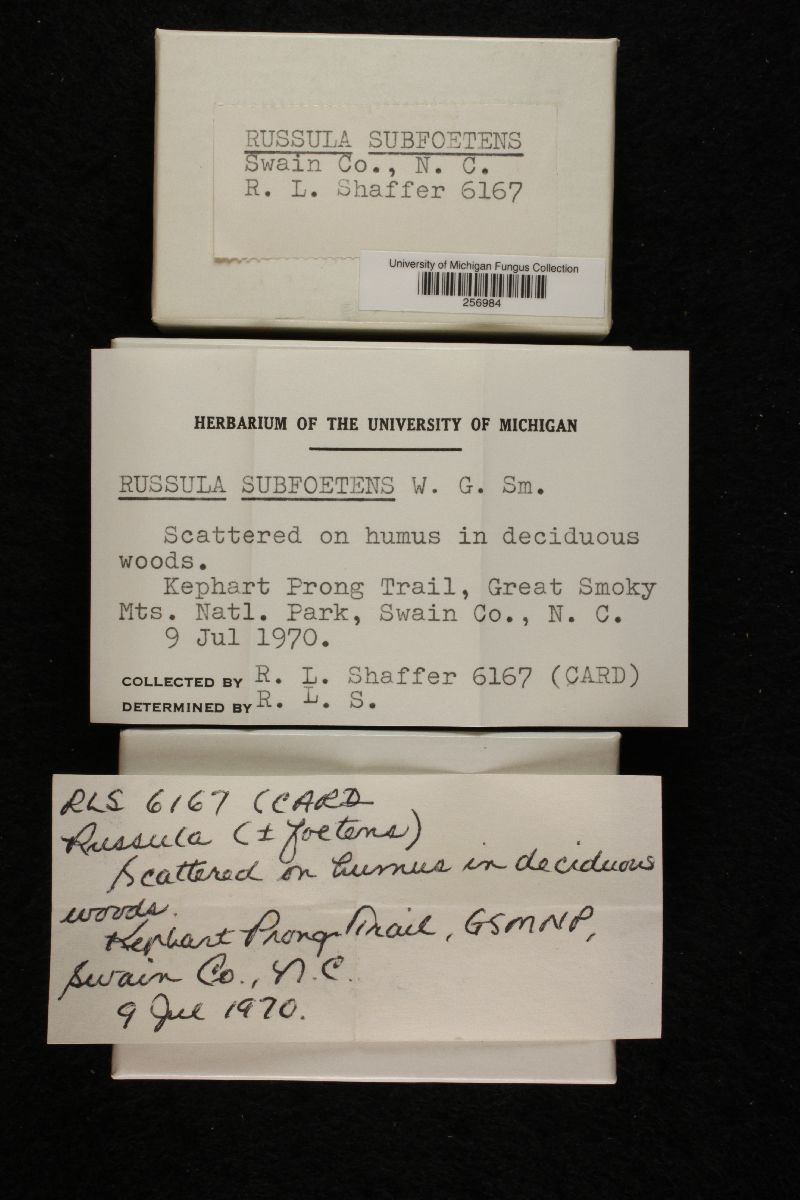 RUSSULA SUBFOETENS
Swain Co., N. C.
R. L. Shaffer 6167
University of Michigan Fungus Collection
256984
HERBARIUM OF THE UNIVERSITY OF MICHIGAN
RUSSULA SUBFOETENS W. G. Sm.
Scattered on humus in deciduous
woods.
Kephart Prong Trail, Great Smoky
Mts. Natl. Park, Swain Co., N. C.
9 Jul 1970.
COLLECTED BY R. L. Shaffer 6167 (CARD)
DETERMINED BY R. L. S.
RLS 6167 (CARD
Russula (± foetens)
Scattered on humus in deciduous
woods.
Kephart Prong Trail, GSMNP,
Swain Co., N.C.
9 Jul 1970.